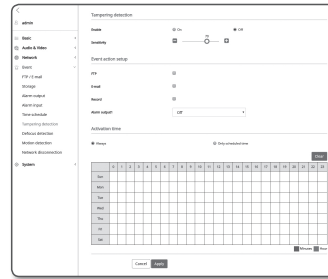 admin
Basic
Audio & Video
Network
Event
FTP / E-mail
Storage
Alarm output
Alarm input
Time schedule
Tampering detection
Defocus detection
Motion detection
Network disconnection
System
Tampering detection
Enable
On
Off
Sensitivity
Event action setup
FTP
E-mail
Record
Alarm output1
Off
Activation time
Always
Only scheduled time
Clear
0 1 2 3 4 5 6 7 8 9 10 11 12 13 14 15 16 17 18 19 20 21 22 23
Sun
Mon
Tue
Wed
Thu
Fri
Sat
Minutes
Hour
Cancel
Apply